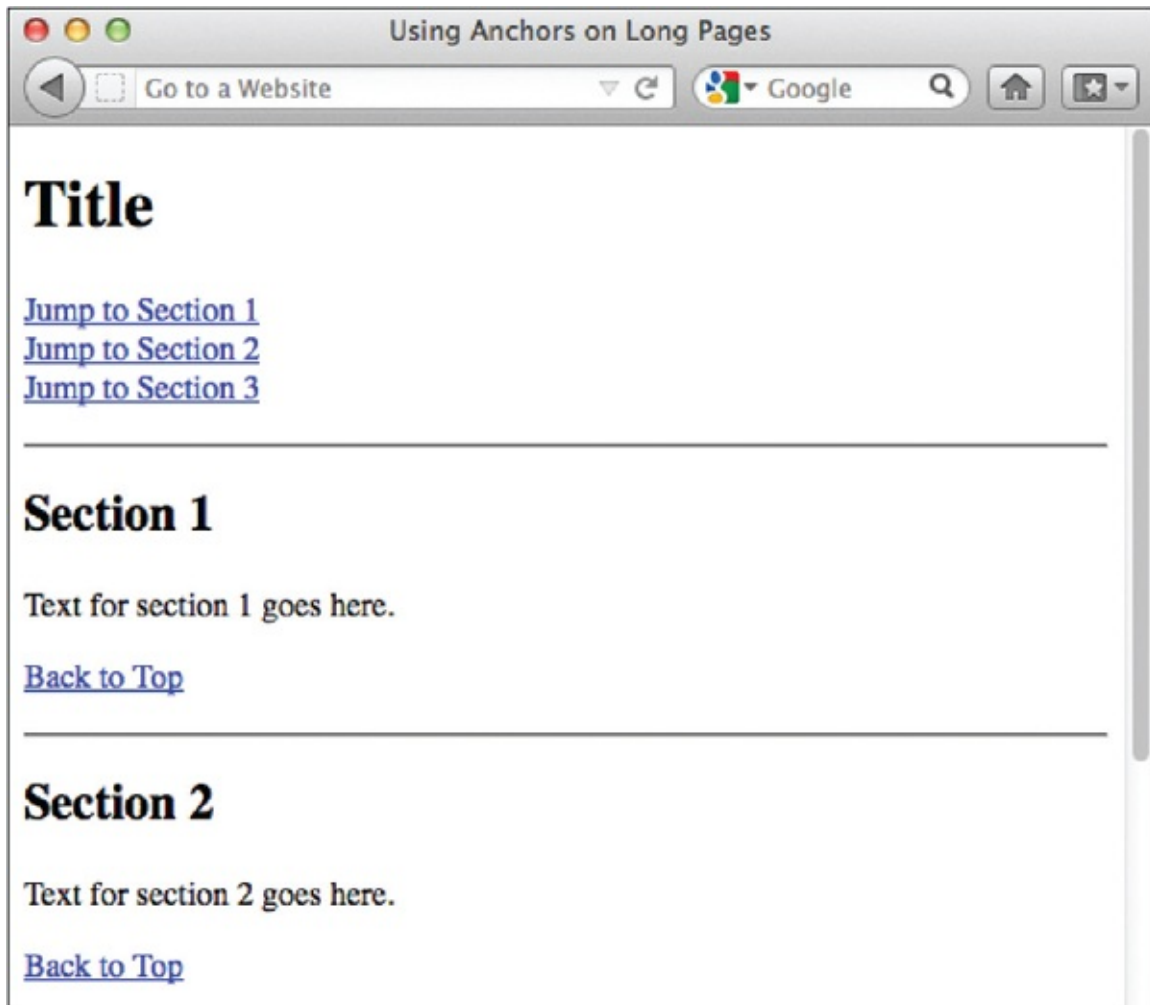 Using Anchors on Long Pages
Go to a Website
Google
Title
Jump to Section 1
Jump to Section 2
Jump to Section 3
Section 1
Text for section 1 goes here.
Back to Top
Section 2
Text for section 2 goes here.
Back to Top